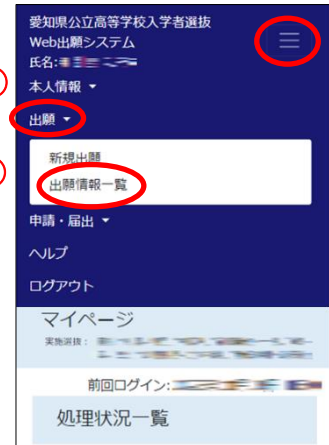 愛知県公立高等学校入学者選抜
Web出願システム
氏名:
本人情報
出願
新規出願
出願情報一覧
申請・届出
ヘルプ
ログアウト
マイページ
実施選抜：
前回ログイン:
処理状況一覧